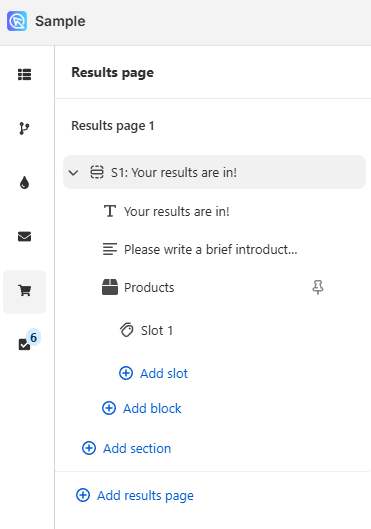 Sample
Results page
Results page 1
S1: Your results are in!
Your results are in!
Please write a brief introduct...
Products
Slot 1
6
Add slot
Add block
Add section
Add results page